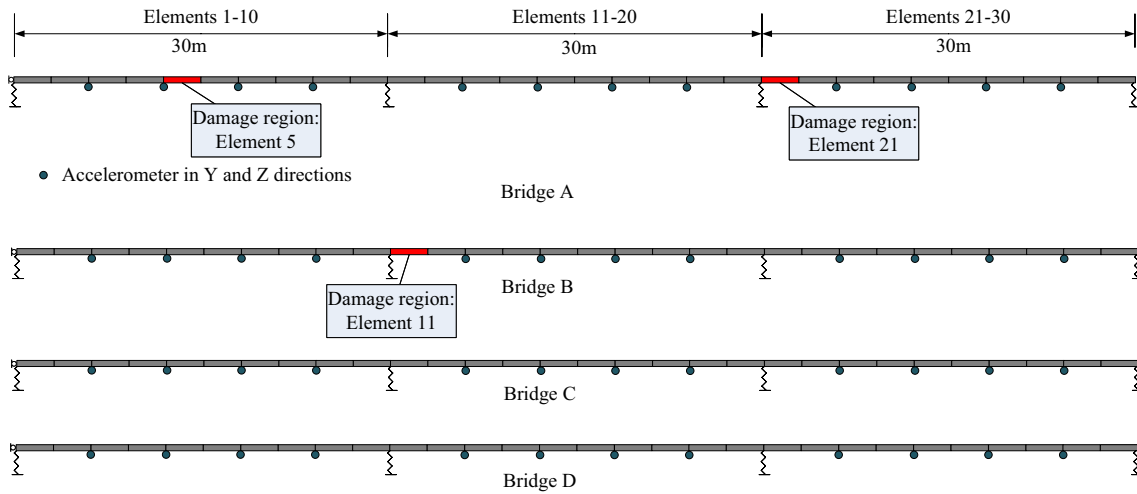 Elements 1-10
Elements 11-20
Elements 21-30
30m
30m
30m
Damage region:
Element 5
Damage region:
Element 21
Accelerometer in Y and Z directions
Bridge A
Bridge B
Damage region:
Element 11
Bridge C
Bridge D